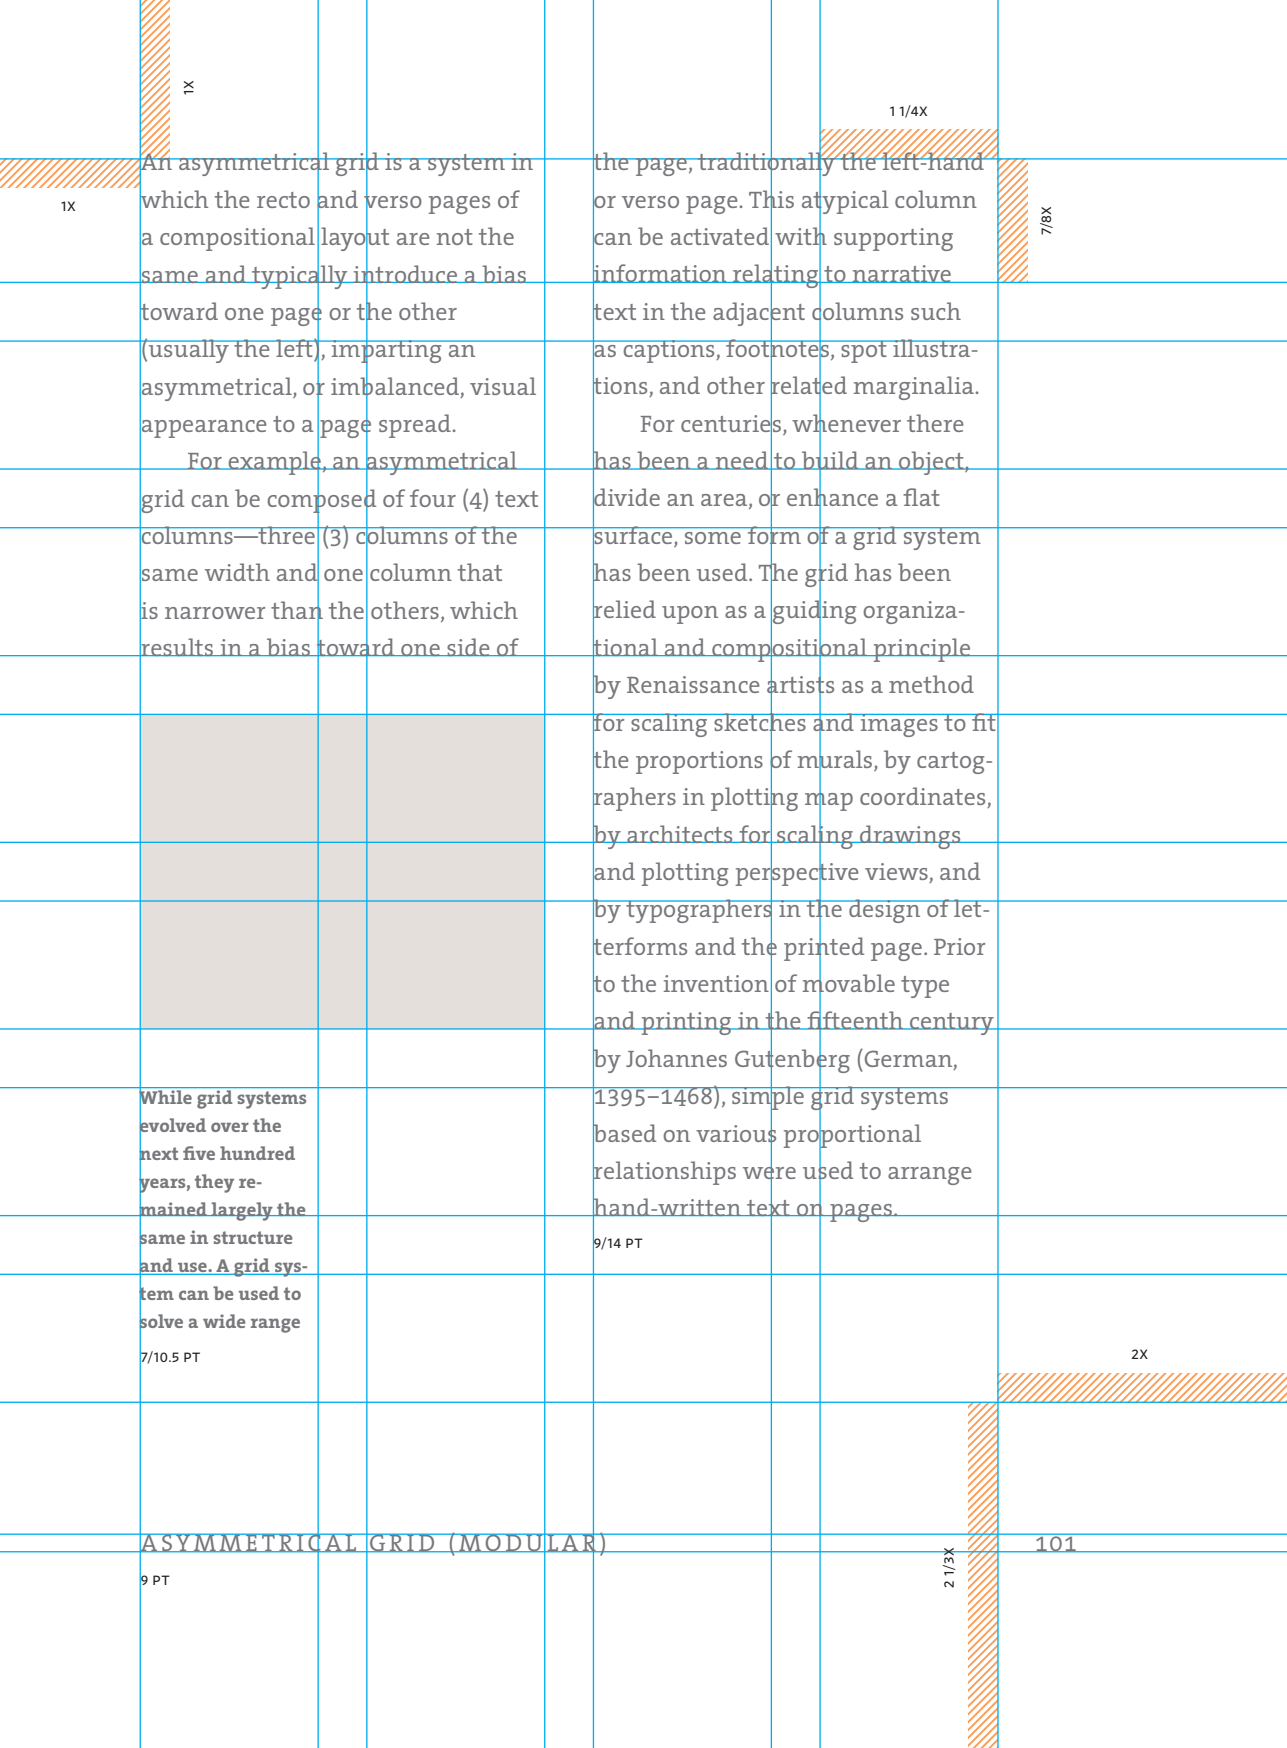 1X
1X
1 1/4X
7/8X
An asymmetrical grid is a system in
which the recto and verso pages of
a compositional layout are not the
same and typically introduce a bias
toward one page or the other
(usually the left), imparting an
asymmetrical, or imbalanced, visual
appearance to a page spread.
For example, an asymmetrical
grid can be composed of four (4) text
columns—three (3) columns of the
same width and one column that
is narrower than the others, which
results in a bias toward one side of
the page, traditionally the left-hand
or verso page. This atypical column
can be activated with supporting
information relating to narrative
text in the adjacent columns such
as captions, footnotes, spot illustra-
tions, and other related marginalia.
For centuries, whenever there
has been a need to build an object,
divide an area, or enhance a flat
surface, some form of a grid system
has been used. The grid has been
relied upon as a guiding organiza-
tional and compositional principle
by Renaissance artists as a method
for scaling sketches and images to fit
the proportions of murals, by cartog-
raphers in plotting map coordinates,
by architects for scaling drawings
and plotting perspective views, and
by typographers in the design of let-
terforms and the printed page. Prior
to the invention of movable type
and printing in the fifteenth century
by Johannes Gutenberg (German,
1395–1468), simple grid systems
based on various proportional
relationships were used to arrange
hand-written text on pages.
9/14 PT
While grid systems
evolved over the
next five hundred
years, they re-
mained largely the
same in structure
and use. A grid sys-
tem can be used to
solve a wide range
7/10.5 PT
2X
2 1/3X
ASYMMETRICAL GRID (MODULAR)
101
9 PT